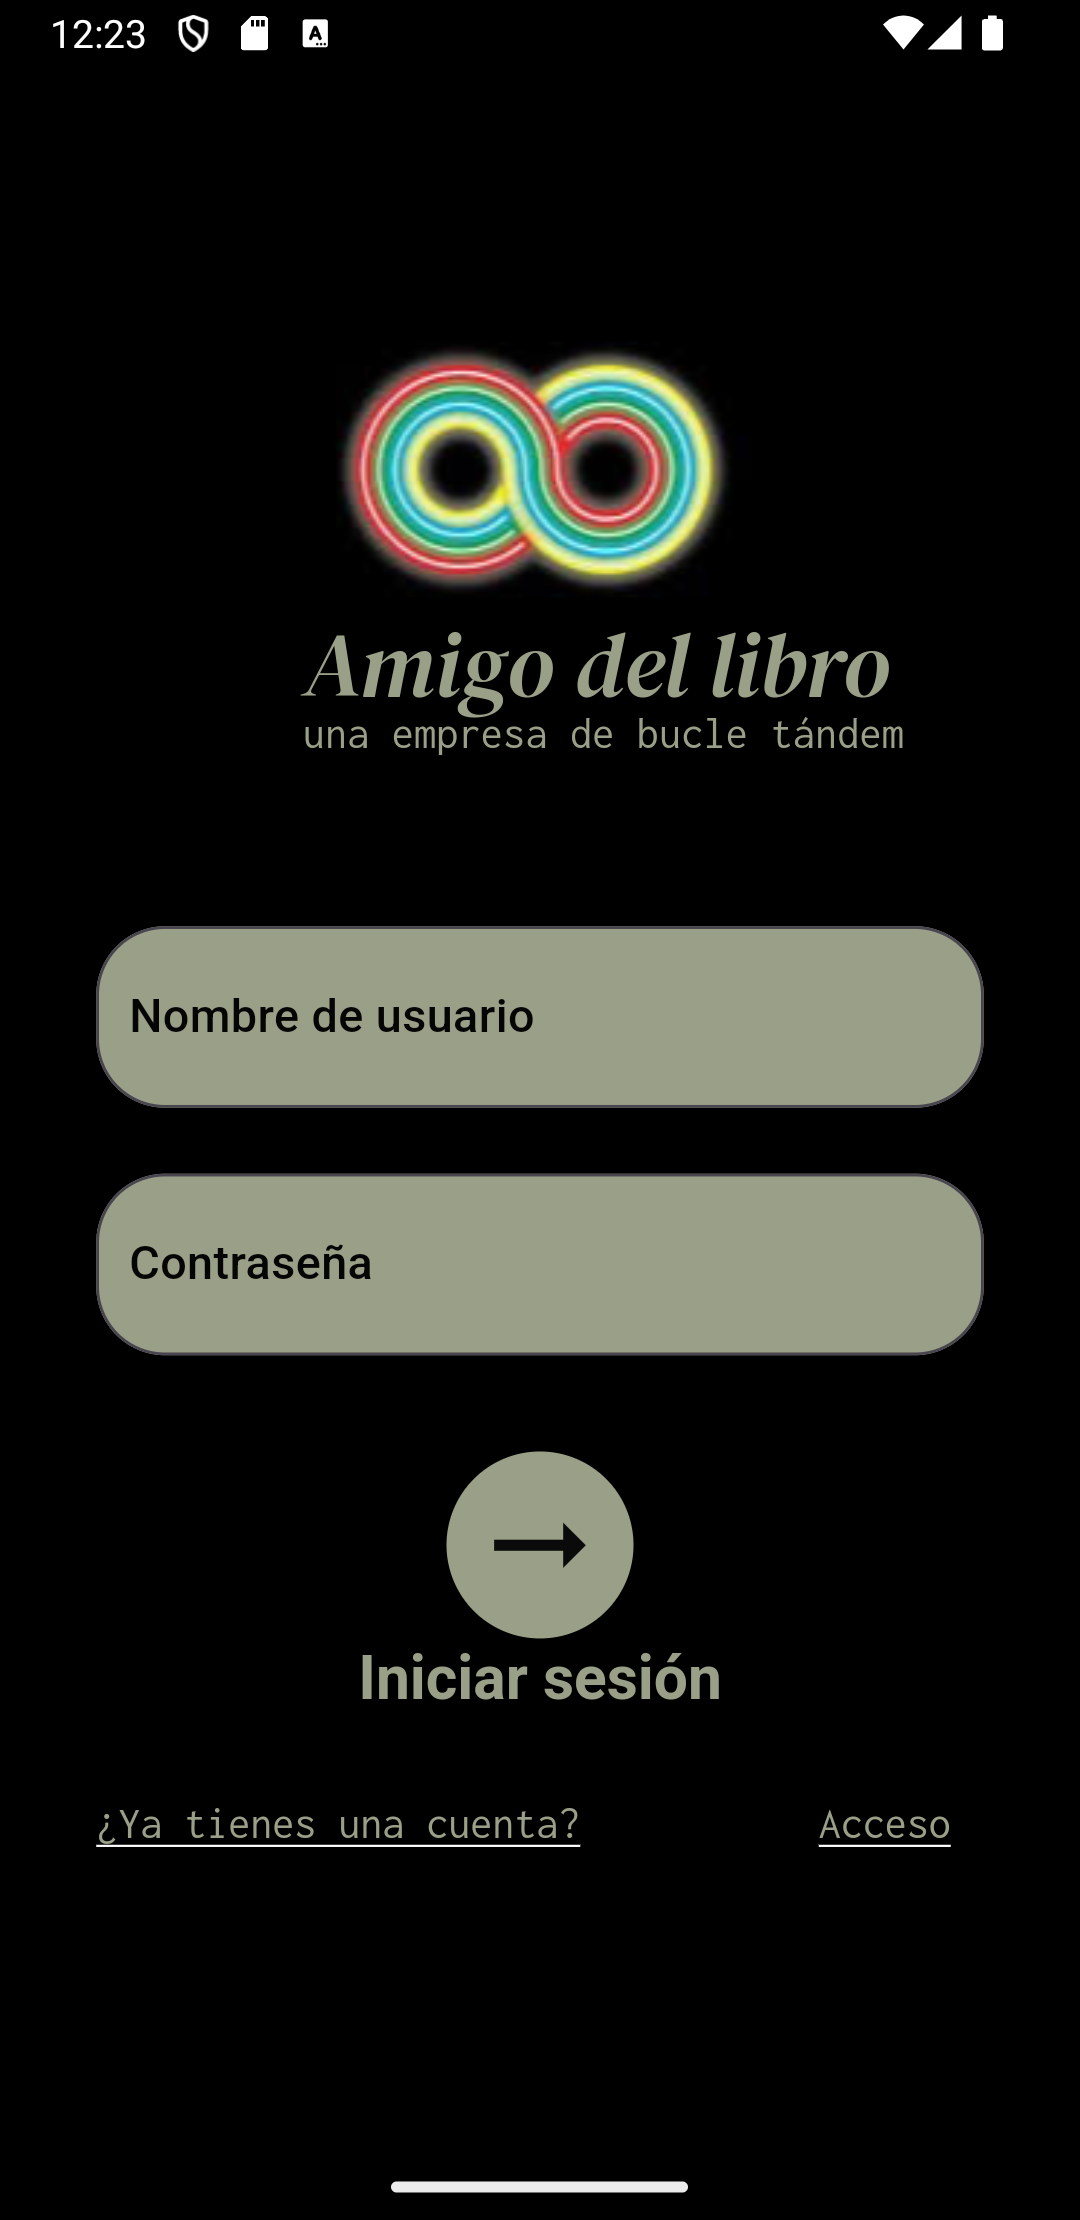 12:23
Amigo del libro
una empresa de bucle tándem
Nombre de usuario
Contraseña
Iniciar sesión
¿Ya tienes una cuenta? Acceso